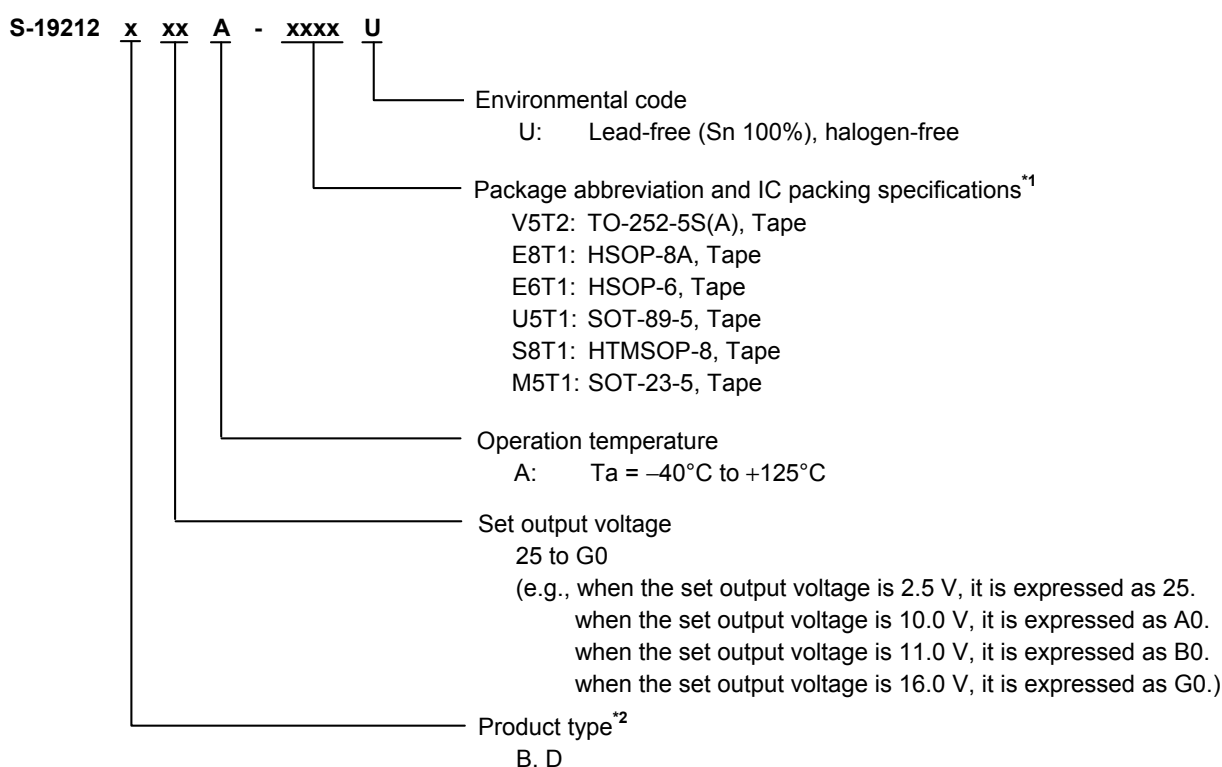 S-19212 x xx A - xxxx U
Environmental code
U: Lead-free (Sn 100%), halogen-free
Package abbreviation and IC packing specifications*1
V5T2: TO-252-5S(A), Tape
E8T1: HSOP-8A, Tape
E6T1: HSOP-6, Tape
U5T1: SOT-89-5, Tape
S8T1: HTMSOP-8, Tape
M5T1: SOT-23-5, Tape
Operation temperature
A: Ta = −40°C to +125°C
Set output voltage
25 to G0
(e.g., when the set output voltage is 2.5 V, it is expressed as 25.
when the set output voltage is 10.0 V, it is expressed as A0.
when the set output voltage is 11.0 V, it is expressed as B0.
when the set output voltage is 16.0 V, it is expressed as G0.)
Product type*2
B, D